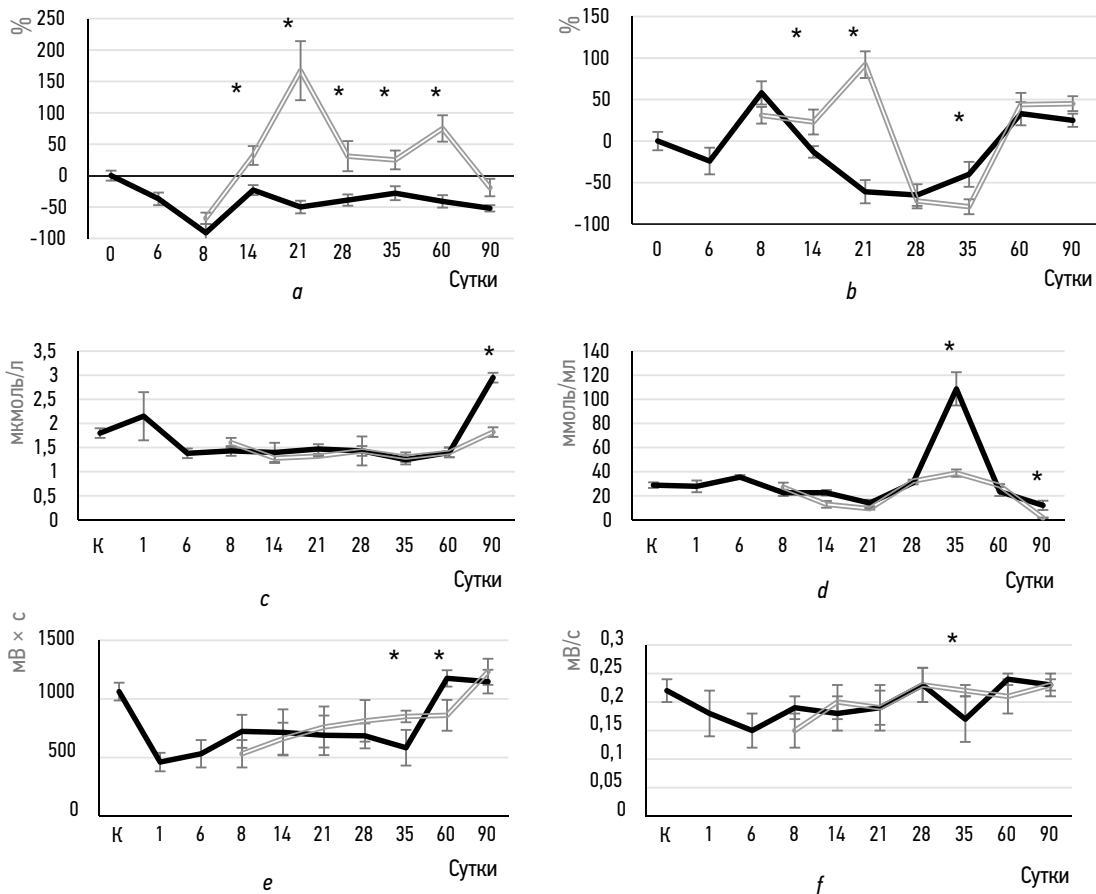 %
250
200
150
100
50
0
-50
-100
* * * * * *
0 6 8 14 21 28 35 60 90
Сутки
a
%
150
100
50
0
-50
-100
* * *
0 6 8 14 21 28 35 60 90
Сутки
b
мкмоль/л
3,5
3
2,5
2
1,5
1
0,5
0
*
К 1 6 8 14 21 28 35 60 90
Сутки
c
ммоль/мл
140
120
100
80
60
40
20
0
* *
К 1 6 8 14 21 28 35 60 90
Сутки
d
мВ × с
1500
1000
500
0
* *
К 1 6 8 14 21 28 35 60 90
Сутки
e
мВ/с
0,3
0,25
0,2
0,15
0,1
0,05
0
*
К 1 6 8 14 21 28 35 60 90
Сутки
f